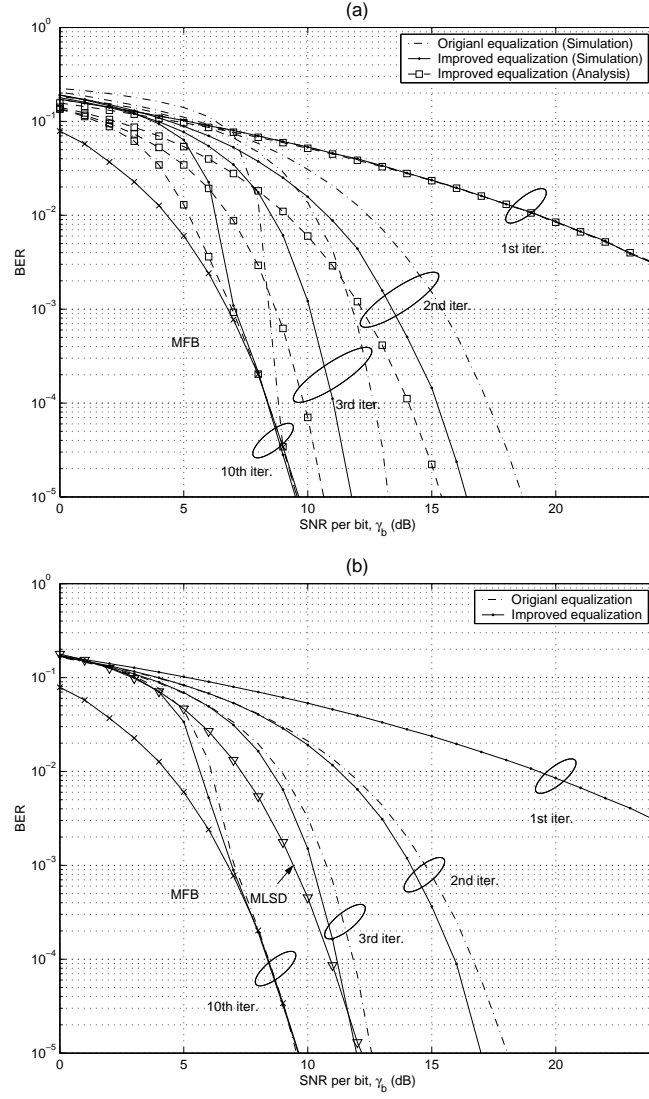 (a)
10^0
10^-1
10^-2
10^-3
10^-4
10^-5
BER
Origianl equalization (Simulation)
Improved equalization (Simulation)
Improved equalization (Analysis)
1st iter.
2nd iter.
MFB
3rd iter.
10th iter.
0 5 10 15 20
SNR per bit, γ_b (dB)
(b)
10^0
10^-1
10^-2
10^-3
10^-4
10^-5
BER
Origianl equalization
Improved equalization
1st iter.
2nd iter.
MFB
MLSD
3rd iter.
10th iter.
0 5 10 15 20
SNR per bit, γ_b (dB)